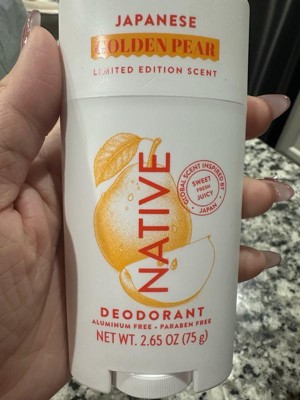 JAPANESE
GOLDEN PEAR
LIMITED EDITION SCENT
NATIVE
GLOBAL SCENT INSPIRED BY
SWEET
FRESH
JUICY
JAPAN
DEODORANT
ALUMINUM FREE • PARABEN FREE
NET WT. 2.65 OZ (75 g)